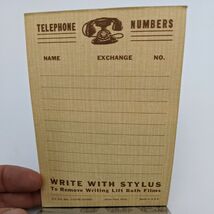 TELEPHONE NUMBERS
NAME EXCHANGE NO.
WRITE WITH STYLUS
To Remove Writing Lift Both Films